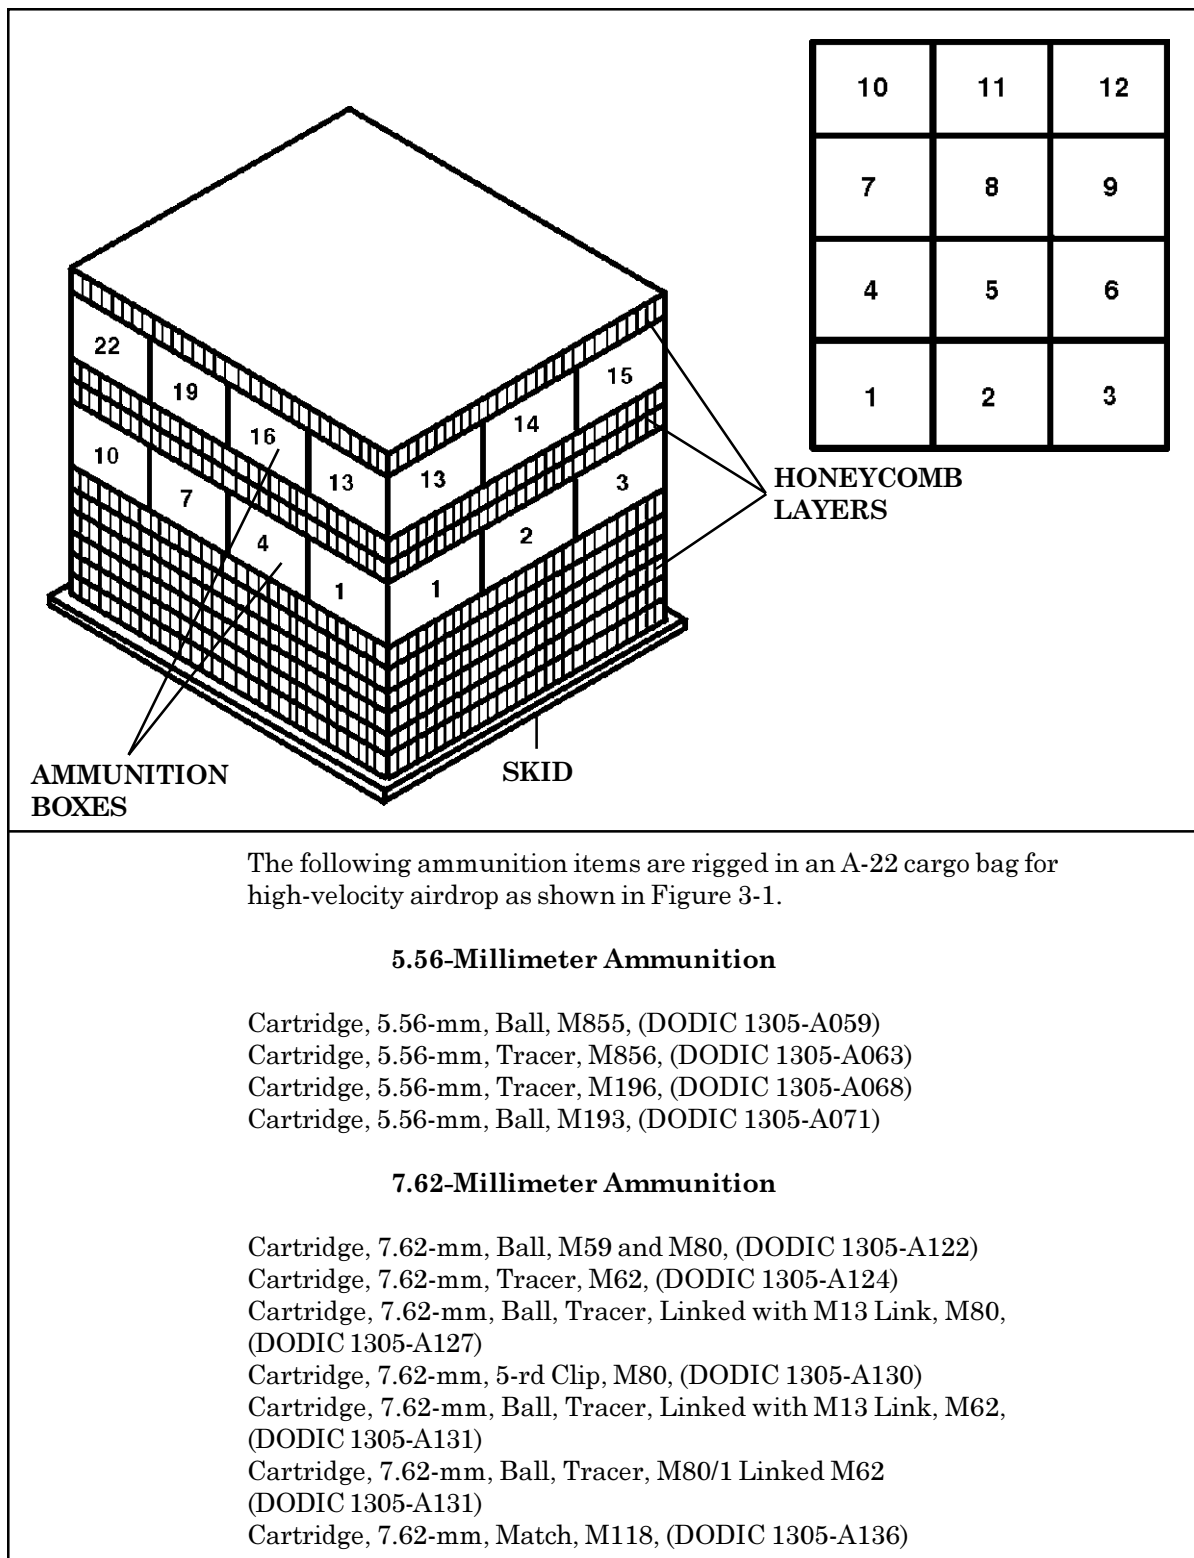 10 11 12
7 8 9
4 5 6
1 2 3
22 19 16 13 13 14 15
10 7 4 1 1 2 3
HONEYCOMB
LAYERS
AMMUNITION
BOXES
SKID
The following ammunition items are rigged in an A-22 cargo bag for
high-velocity airdrop as shown in Figure 3-1.
5.56-Millimeter Ammunition
Cartridge, 5.56-mm, Ball, M855, (DODIC 1305-A059)
Cartridge, 5.56-mm, Tracer, M856, (DODIC 1305-A063)
Cartridge, 5.56-mm, Tracer, M196, (DODIC 1305-A068)
Cartridge, 5.56-mm, Ball, M193, (DODIC 1305-A071)
7.62-Millimeter Ammunition
Cartridge, 7.62-mm, Ball, M59 and M80, (DODIC 1305-A122)
Cartridge, 7.62-mm, Tracer, M62, (DODIC 1305-A124)
Cartridge, 7.62-mm, Ball, Tracer, Linked with M13 Link, M80,
(DODIC 1305-A127)
Cartridge, 7.62-mm, 5-rd Clip, M80, (DODIC 1305-A130)
Cartridge, 7.62-mm, Ball, Tracer, Linked with M13 Link, M62,
(DODIC 1305-A131)
Cartridge, 7.62-mm, Ball, Tracer, M80/1 Linked M62
(DODIC 1305-A131)
Cartridge, 7.62-mm, Match, M118, (DODIC 1305-A136)